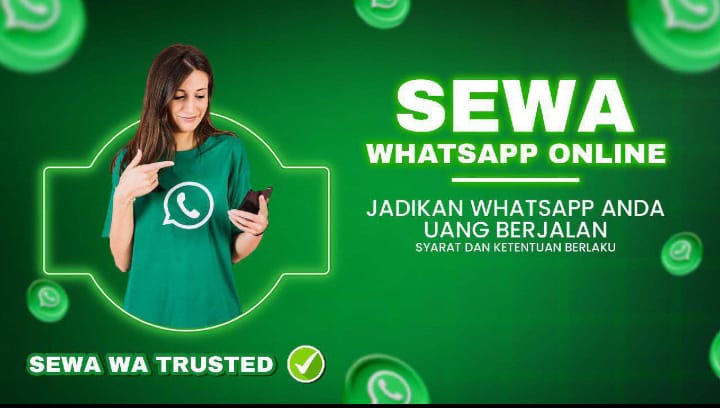 SEWA
WHATSAPP ONLINE
JADIKAN WHATSAPP ANDA
UANG BERJALAN
SYARAT DAN KETENTUAN BERLAKU
SEWA WA TRUSTED